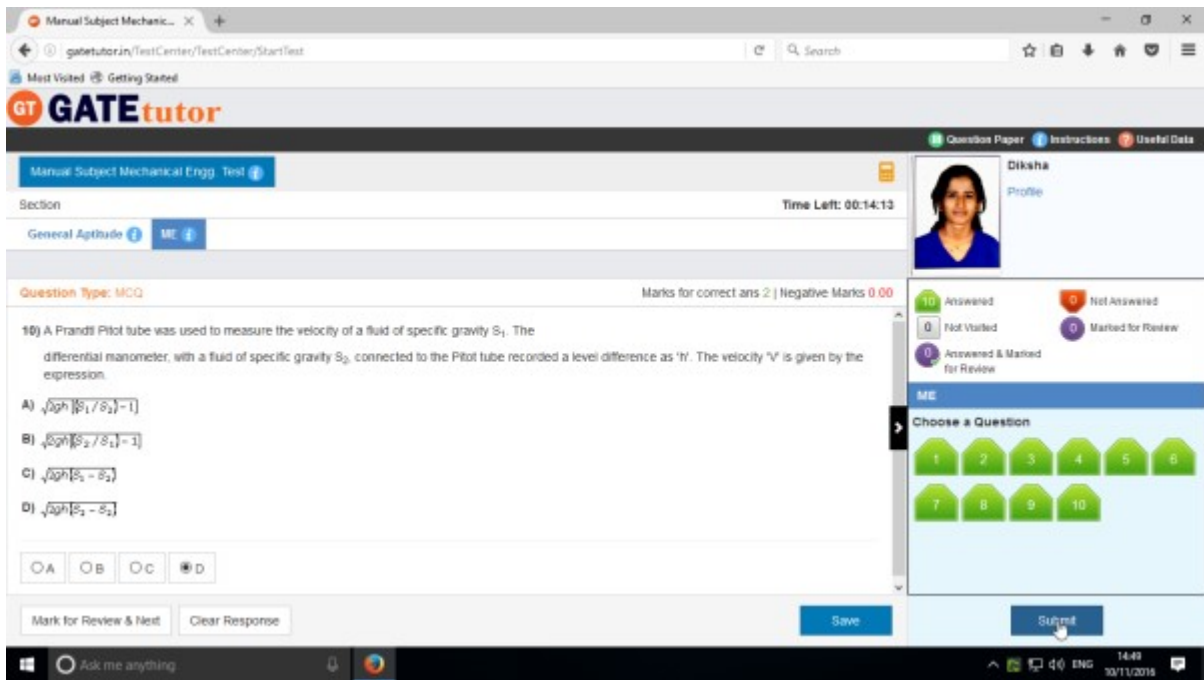 Manual Subject Mechanic...
gatetutor.in/TestCenter/TestCenter/StartTest
Search
Most Visited Getting Started
GT GATEtutor
Question Paper Instructions Useful Data
Manual Subject Mechanical Engg. Test
Diksha
Profile
Section
Time Left: 00:14:13
General Aptitude ME
Question Type: MCQ
Marks for correct ans 2 | Negative Marks 0.00
10 Answered
0 Not Answered
0 Not Visited
0 Marked for Review
0 Answered & Marked
for Review
10) A Prandtl Pitot tube was used to measure the velocity of a fluid of specific gravity S₁. The
differential manometer, with a fluid of specific gravity S₂, connected to the Pitot tube recorded a level difference as 'h'. The velocity 'V' is given by the
expression.
A) √2gh[(S₁/S₂)-1]
B) √2gh[(S₂/S₁)-1]
C)
D)
A B C D
ME
Choose a Question
1 2 3 4 5 6
7 8 9 10
Mark for Review & Next
Clear Response
Save
Submit
Ask me anything
ENG
14:49
10/11/2016